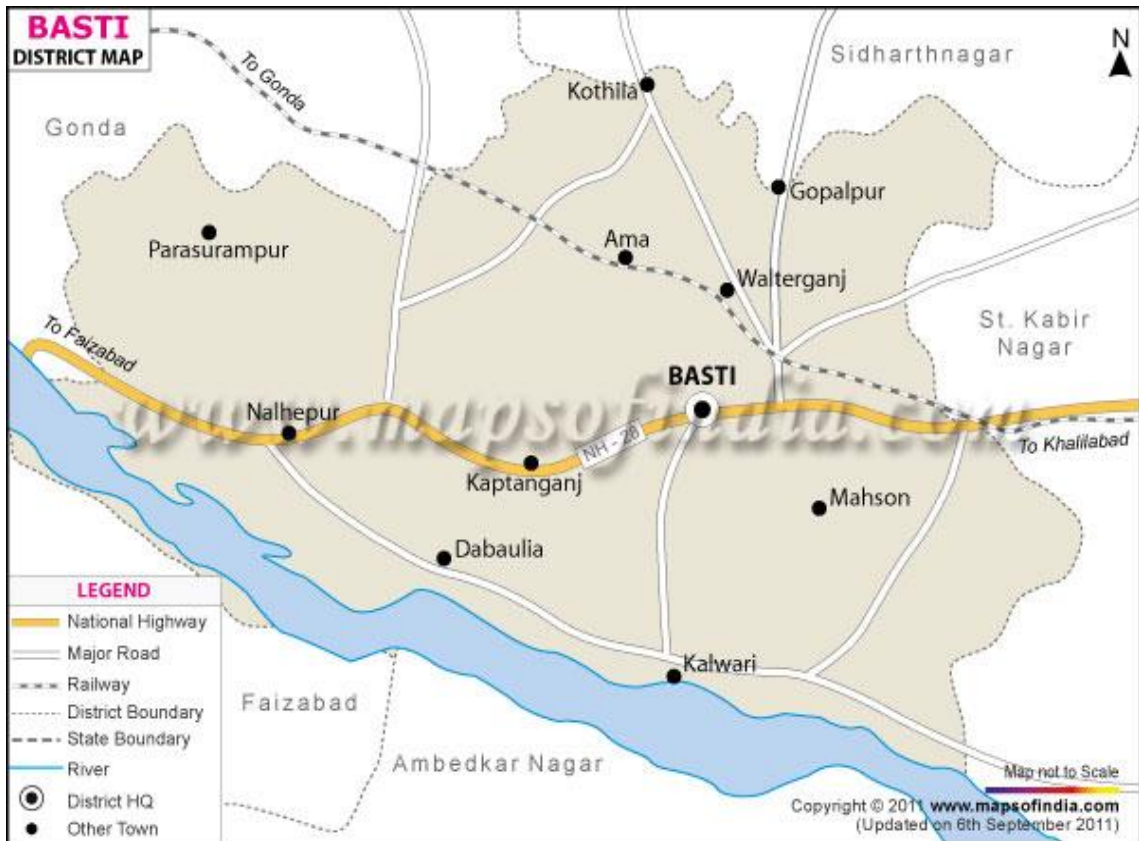 BASTI
DISTRICT MAP
N
To Gonda
Sidharthnagar
Gonda
Kothila
Gopalpur
Parasurampur
Ama
Walterganj
St. Kabir
Nagar
To Faizabad
BASTI
www.mapsofindia.com
Nalhepur
NH - 28
To Khalilabad
Kaptanganj
Mahson
Dabaulia
Kalwari
Faizabad
Ambedkar Nagar
LEGEND
National Highway
Major Road
Railway
District Boundary
State Boundary
River
District HQ
Other Town
Map not to Scale
Copyright © 2011 www.mapsofindia.com
(Updated on 6th September 2011)